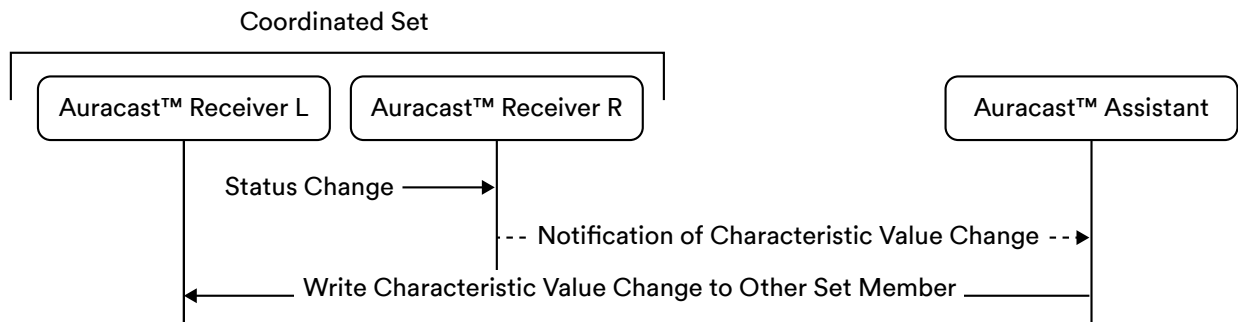 Coordinated Set
Auracast™ Receiver L
Auracast™ Receiver R
Auracast™ Assistant
Status Change
Notification of Characteristic Value Change
Write Characteristic Value Change to Other Set Member